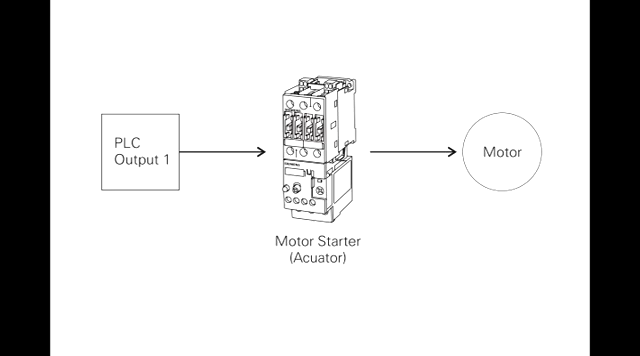 PLC
Output 1
Motor
Motor Starter
(Acuator)